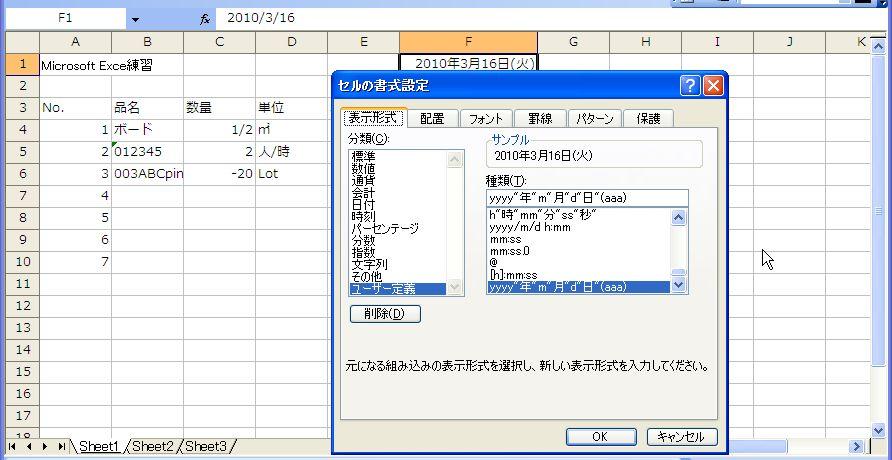 F1 fx 2010/3/16
A B C D E F G H I J K
1 Microsoft Exce練習 2010年3月16日(火)
2
3 No. 品名 数量 単位
4 1 ボード 1/2 ㎡
5 2 012345 2 人/時
6 3 003ABCpin -20 Lot
7 4
8 5
9 6
10 7
11
12
13
14
15
16
17
18
セルの書式設定
表示形式 配置 フォント 罫線 パターン 保護
分類(C):
標準
数値
通貨
会計
日付
時刻
パーセンテージ
分数
指数
文字列
その他
ユーザー定義
削除(D)
サンプル
2010年3月16日(火)
種類(T):
yyyy"年"m"月"d"日"(aaa)
h"時"mm"分"ss"秒"
yyyy/m/d h:mm
mm:ss
mm:ss.0
@
[h]:mm:ss
yyyy"年"m"月"d"日"(aaa)
元になる組み込みの表示形式を選択し、新しい表示形式を入力してください。
OK キャンセル
Sheet1 Sheet2 Sheet3